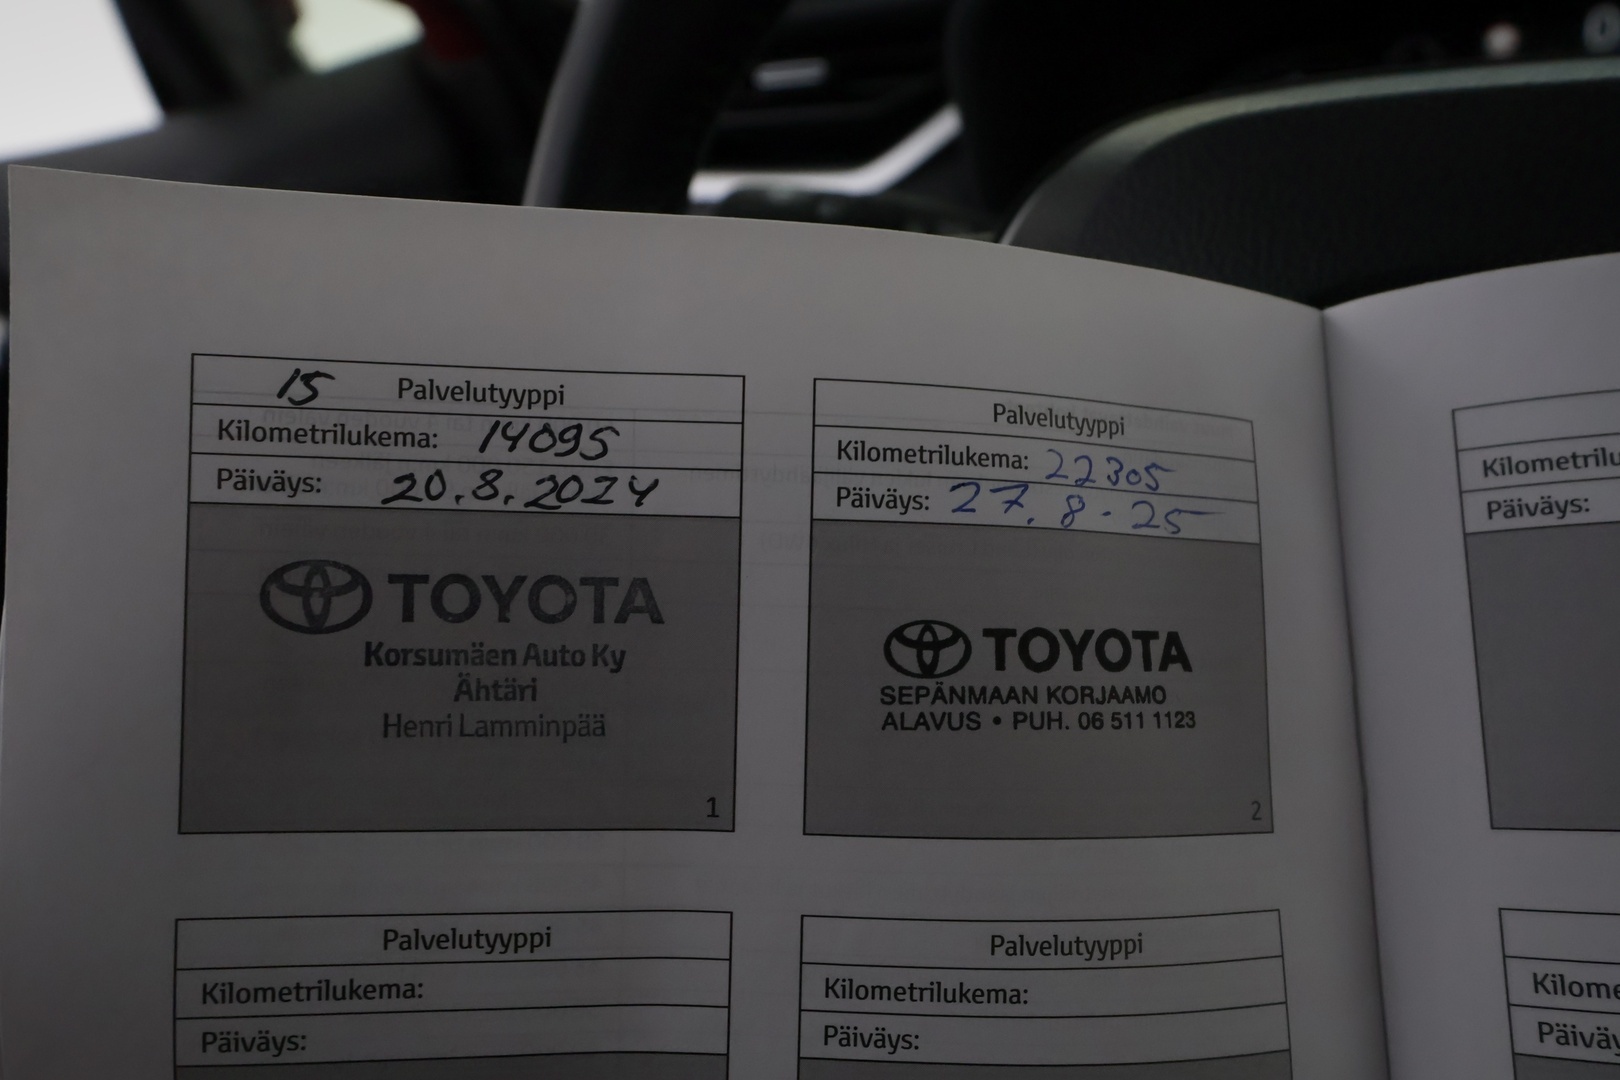 15 Palvelutyyppi
Kilometrilukema: 14095
Päiväys: 20.8.2024
TOYOTA
Korsumäen Auto Ky
Ähtäri
Henri Lamminpää
1
Palvelutyyppi
Kilometrilukema: 22305
Päiväys: 27.8.25
TOYOTA
SEPÄNMAAN KORJAAMO
ALAVUS • PUH. 06 511 1123
2
Kilometrilu
Päiväys:
Palvelutyyppi
Kilometrilukema:
Päiväys:
Palvelutyyppi
Kilometrilukema:
Päiväys:
Kilome
Päiväy